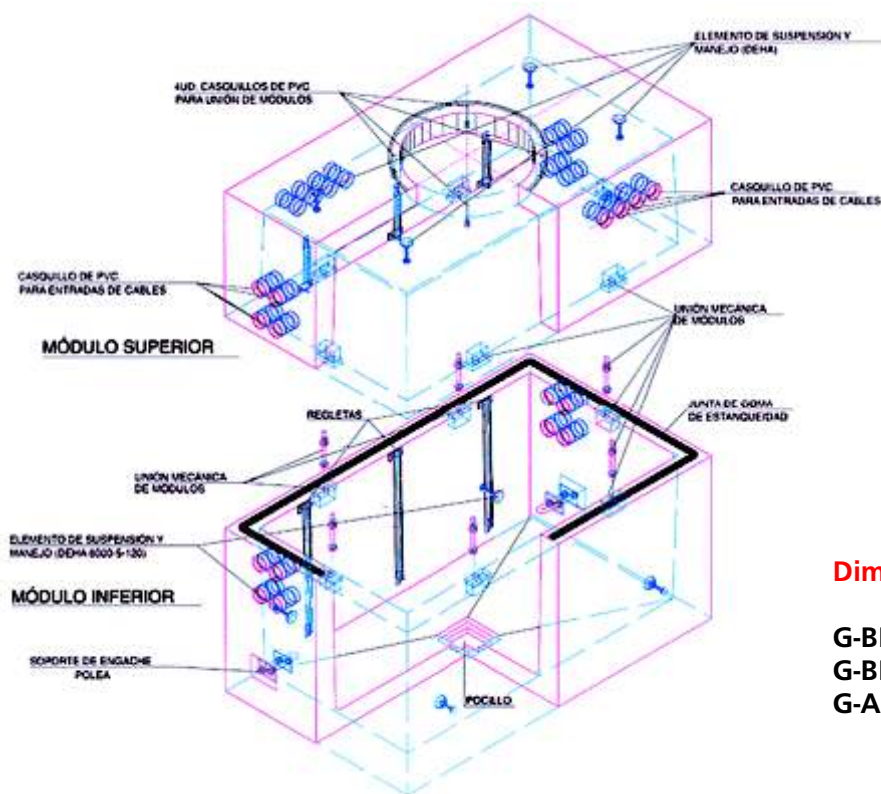 ELEMENTO DE SUSPENSIÓN Y
MANEJO (DEHA)
4UD. CASQUILLOS DE PVC
PARA UNIÓN DE MÓDULOS
CASQUILLO DE PVC
PARA ENTRADAS DE CABLES
CASQUILLO DE PVC
PARA ENTRADAS DE CABLES
UNIÓN MECÁNICA
DE MÓDULOS
MÓDULO SUPERIOR
REGLETAS
JUNTA DE GOMA
DE ESTANQUEIDAD
UNIÓN MECÁNICA
DE MÓDULOS
ELEMENTO DE SUSPENSIÓN Y
MANEJO (DEHA 6000-5-120)
MÓDULO INFERIOR
SOPORTE DE ENGACHE
POLEA
POCILLO
Dim
G-B
G-B
G-A